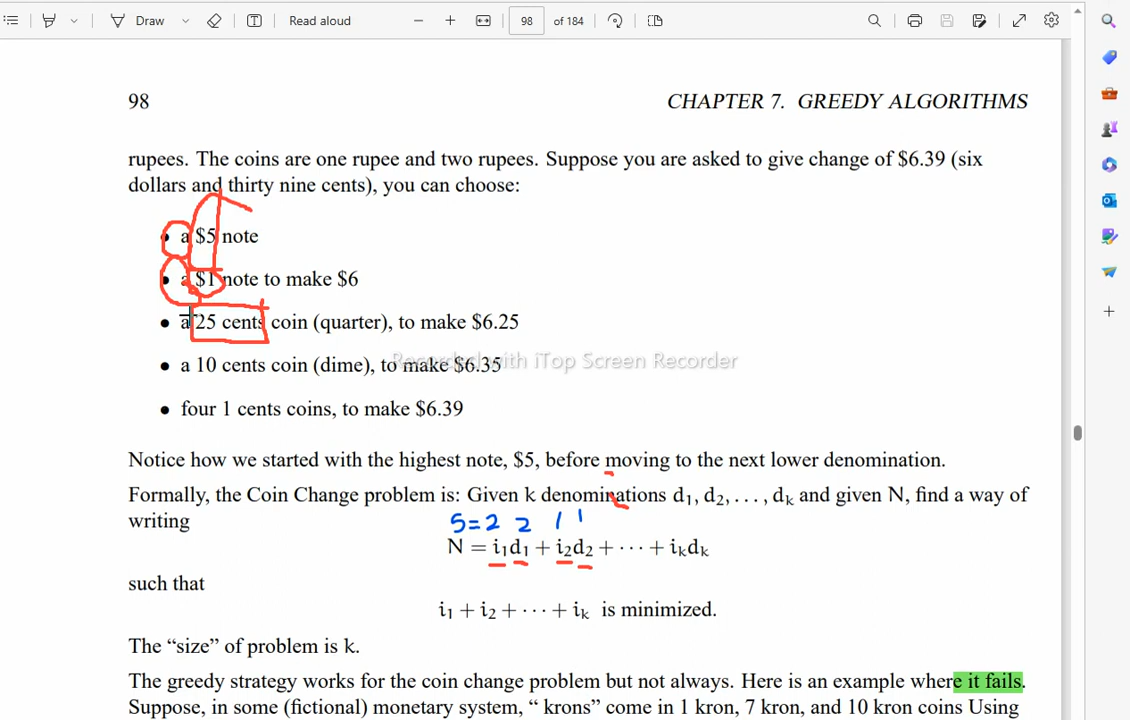 Draw
Read aloud
98 of 184
98 CHAPTER 7. GREEDY ALGORITHMS
rupees. The coins are one rupee and two rupees. Suppose you are asked to give change of $6.39 (six
dollars and thirty nine cents), you can choose:
• a $5 note
• a $1 note to make $6
• a 25 cents coin (quarter), to make $6.25
Recorded with iTop Screen Recorder
• a 10 cents coin (dime), to make $6.35
• four 1 cents coins, to make $6.39
Notice how we started with the highest note, $5, before moving to the next lower denomination.
Formally, the Coin Change problem is: Given k denominations d₁, d₂, . . . , dₖ and given N, find a way of
writing
5=2 2 1 1
N = i₁d₁ + i₂d₂ + · · · + iₖdₖ
such that
i₁ + i₂ + · · · + iₖ is minimized.
The “size” of problem is k.
The greedy strategy works for the coin change problem but not always. Here is an example where it fails.
Suppose, in some (fictional) monetary system, “ krons” come in 1 kron, 7 kron, and 10 kron coins Using